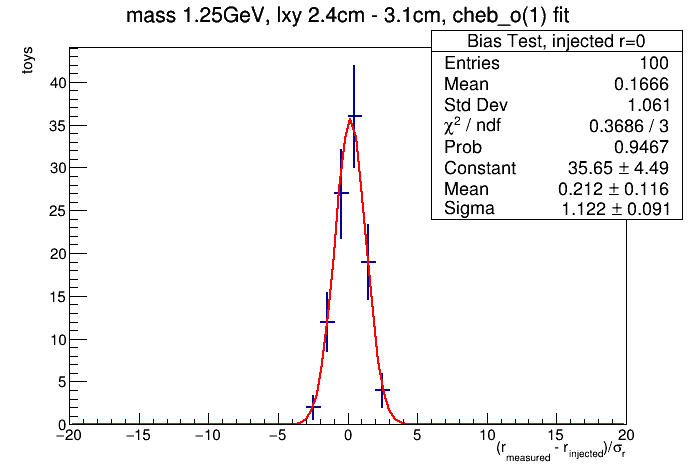 mass 1.25GeV, lxy 2.4cm - 3.1cm, cheb_o(1) fit
toys
Bias Test, injected r=0
Entries 100
Mean 0.1666
Std Dev 1.061
χ² / ndf 0.3686 / 3
Prob 0.9467
Constant 35.65 ± 4.49
Mean 0.212 ± 0.116
Sigma 1.122 ± 0.091
40
35
30
25
20
15
10
5
0
−20 −15 −10 −5 0 5 10 15 20
(r_measured - r_injected)/σ_r